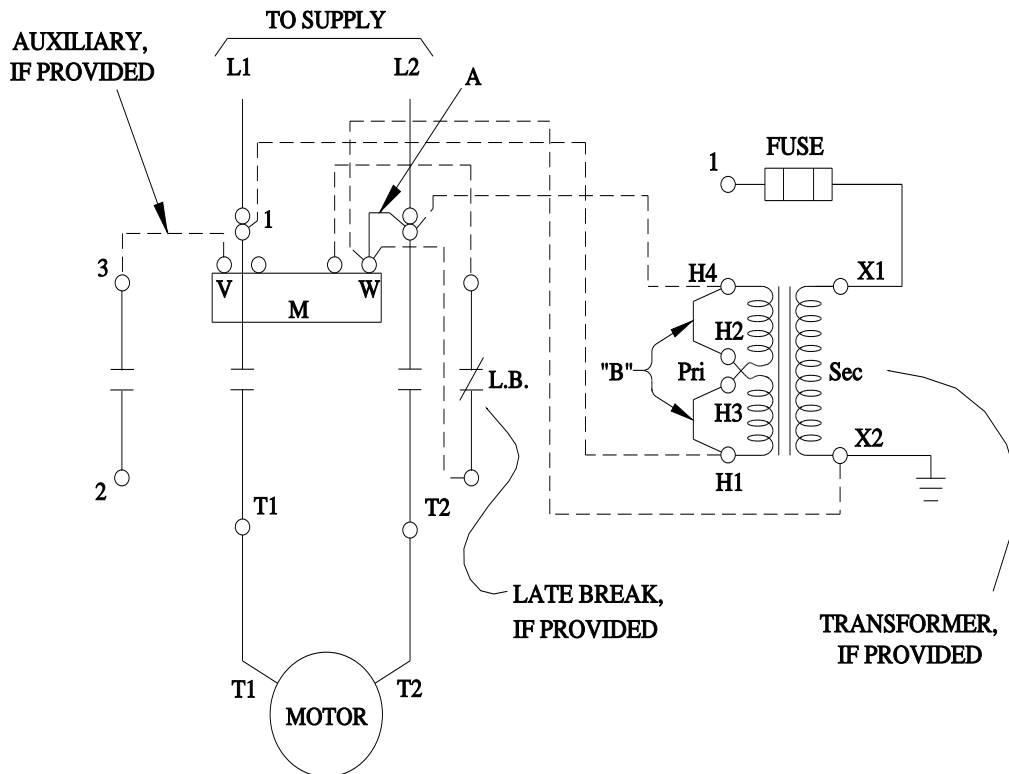 TO SUPPLY
AUXILIARY,
IF PROVIDED
L1
L2
A
FUSE
1
1
3
V
W
M
H4
X1
H2
"B"
Pri
Sec
H3
L.B.
X2
H1
2
T1
T2
LATE BREAK,
IF PROVIDED
TRANSFORMER,
IF PROVIDED
T1
T2
MOTOR